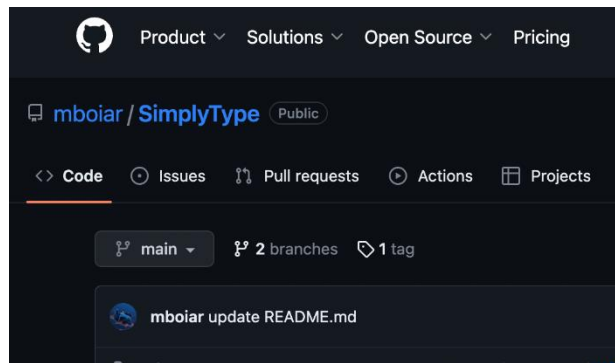 Product Solutions Open Source Pricing
mboiar / SimplyType Public
<> Code Issues Pull requests Actions Projects
main 2 branches 1 tag
mboiar update README.md